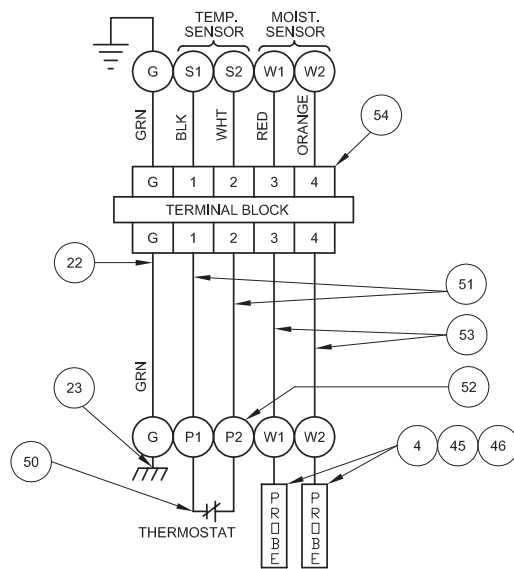 TEMP. SENSOR
MOIST. SENSOR
G S1 S2 W1 W2
GRN BLK WHT RED ORANGE
54
G 1 2 3 4
TERMINAL BLOCK
G 1 2 3 4
22
51
53
GRN
23
52
G P1 P2 W1 W2
50
4 45 46
THERMOSTAT
PROBE PROBE